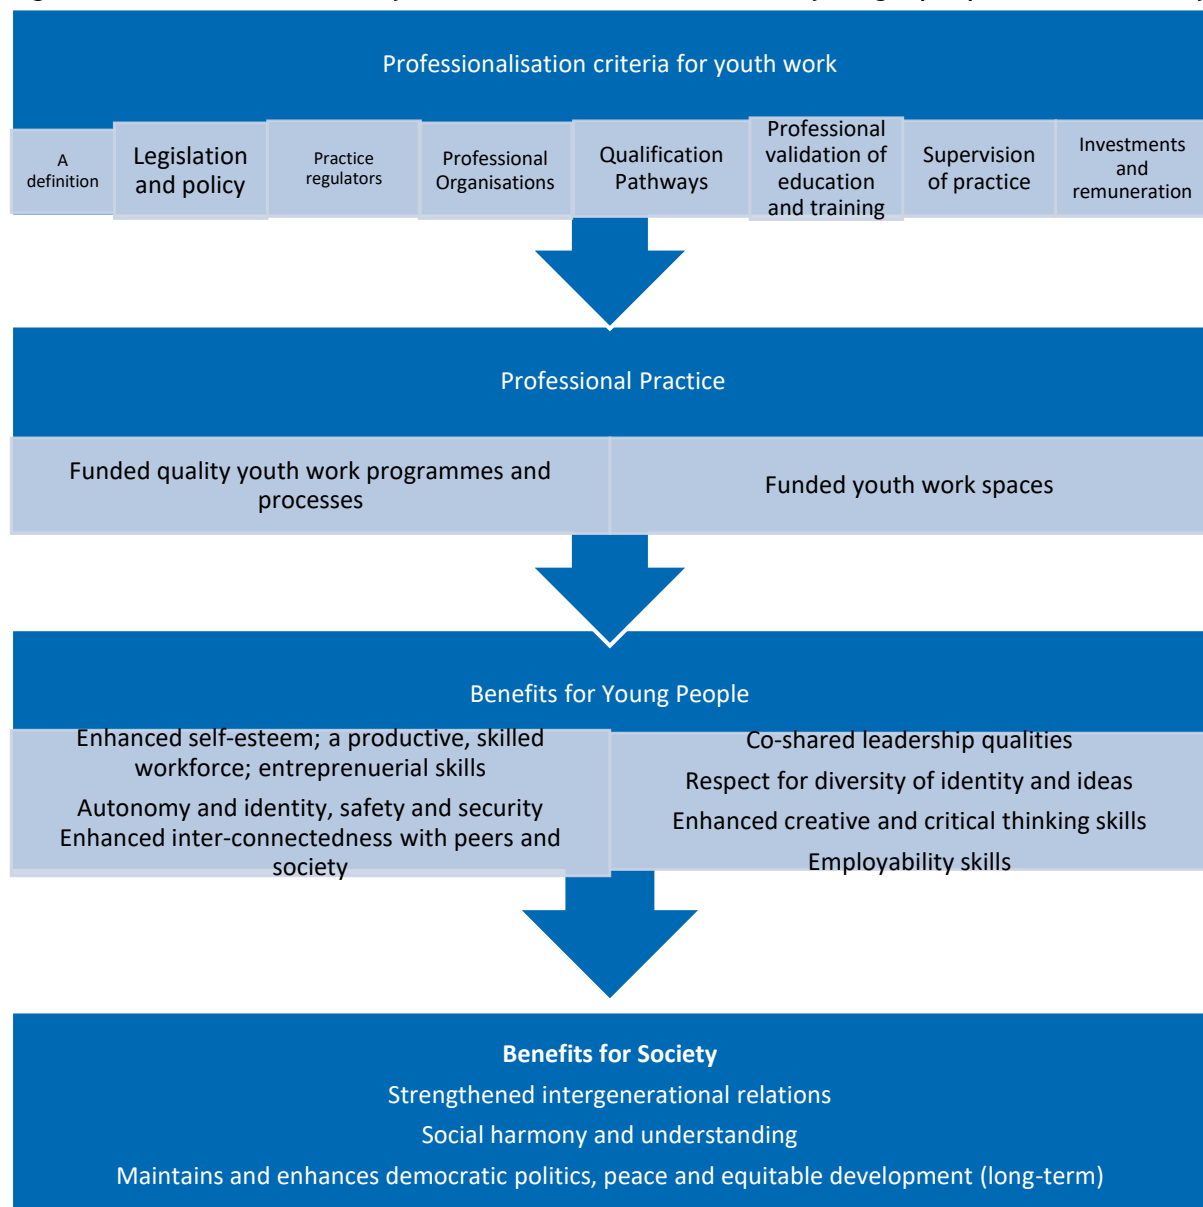 Professionalisation criteria for youth work
A
definition
Legislation
and policy
Practice
regulators
Professional
Organisations
Qualification
Pathways
Professional
validation of
education
and training
Supervision
of practice
Investments
and
remuneration
Professional Practice
Funded quality youth work programmes and
processes
Funded youth work spaces
Benefits for Young People
Enhanced self-esteem; a productive, skilled
workforce; entreprenuerial skills
Autonomy and identity, safety and security
Enhanced inter-connectedness with peers and
society
Co-shared leadership qualities
Respect for diversity of identity and ideas
Enhanced creative and critical thinking skills
Employability skills
Benefits for Society
Strengthened intergenerational relations
Social harmony and understanding
Maintains and enhances democratic politics, peace and equitable development (long-term)